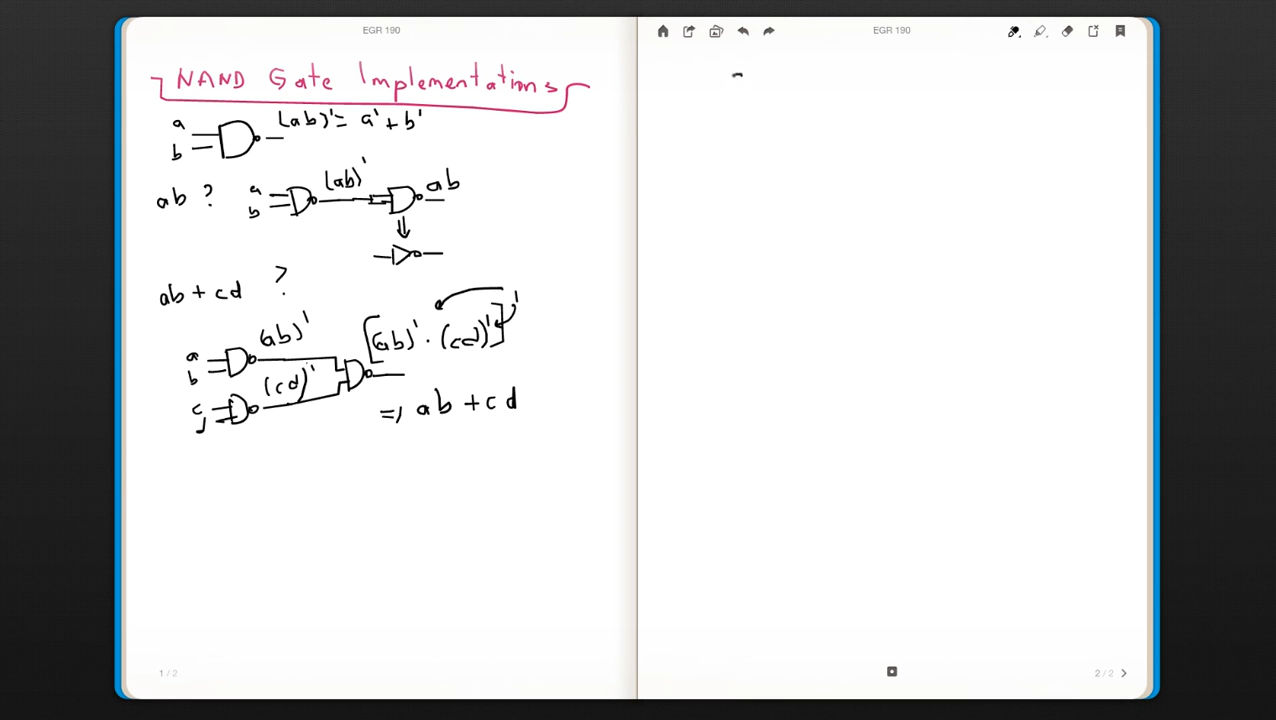 EGR 190
NAND Gate Implementations
a
b
(ab)' = a' + b'
ab ?
a
b
(ab)'
ab
ab + cd ?
a
b
(ab)'
c
d
(cd)'
[(ab)' . (cd)']'
=> ab + cd
1 / 2
EGR 190
2 / 2